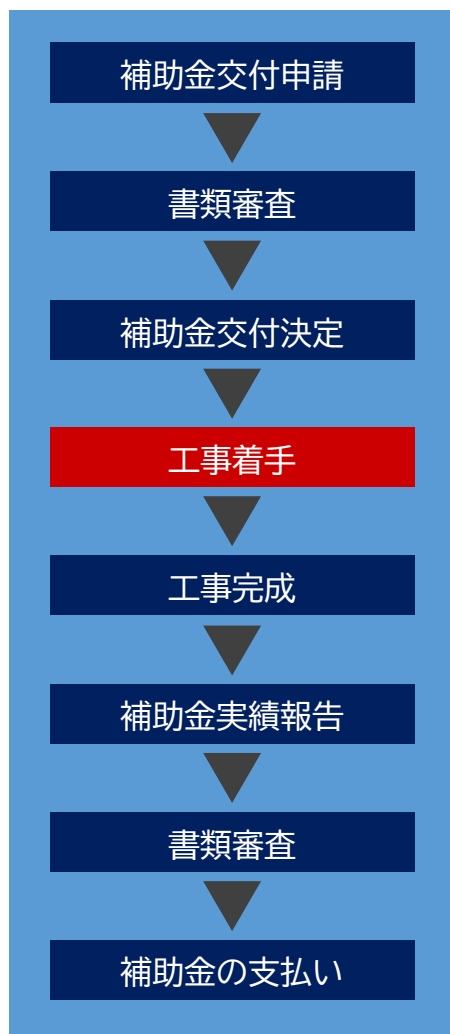 補助金交付申請
書類審査
補助金交付決定
工事着手
工事完成
補助金実績報告
書類審査
補助金の支払い